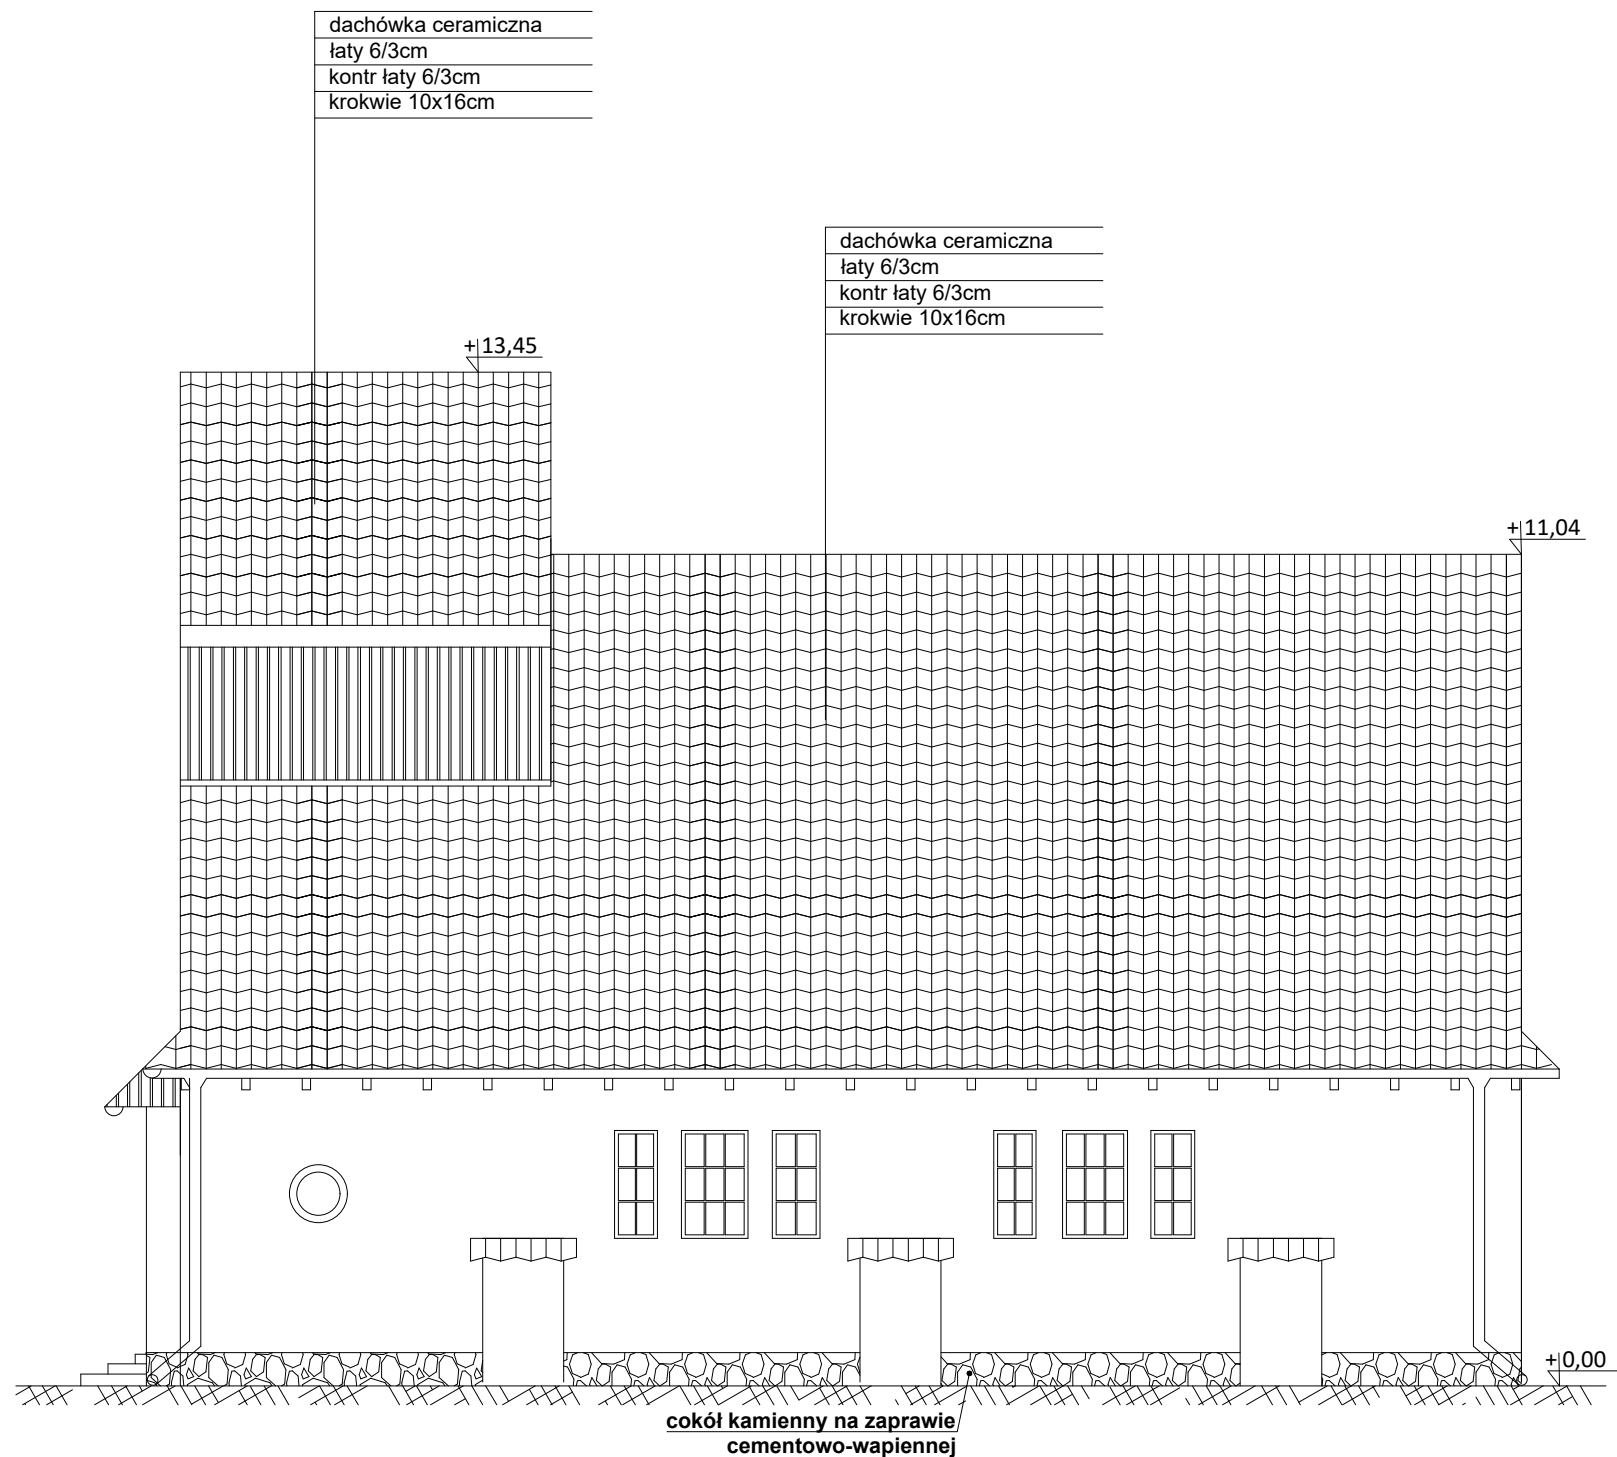 dachówka ceramiczna
łaty 6/3cm
kontr łaty 6/3cm
krokwie 10x16cm
dachówka ceramiczna
łaty 6/3cm
kontr łaty 6/3cm
krokwie 10x16cm
+13,45
+11,04
+0,00
cokół kamienny na zaprawie
cementowo-wapiennej